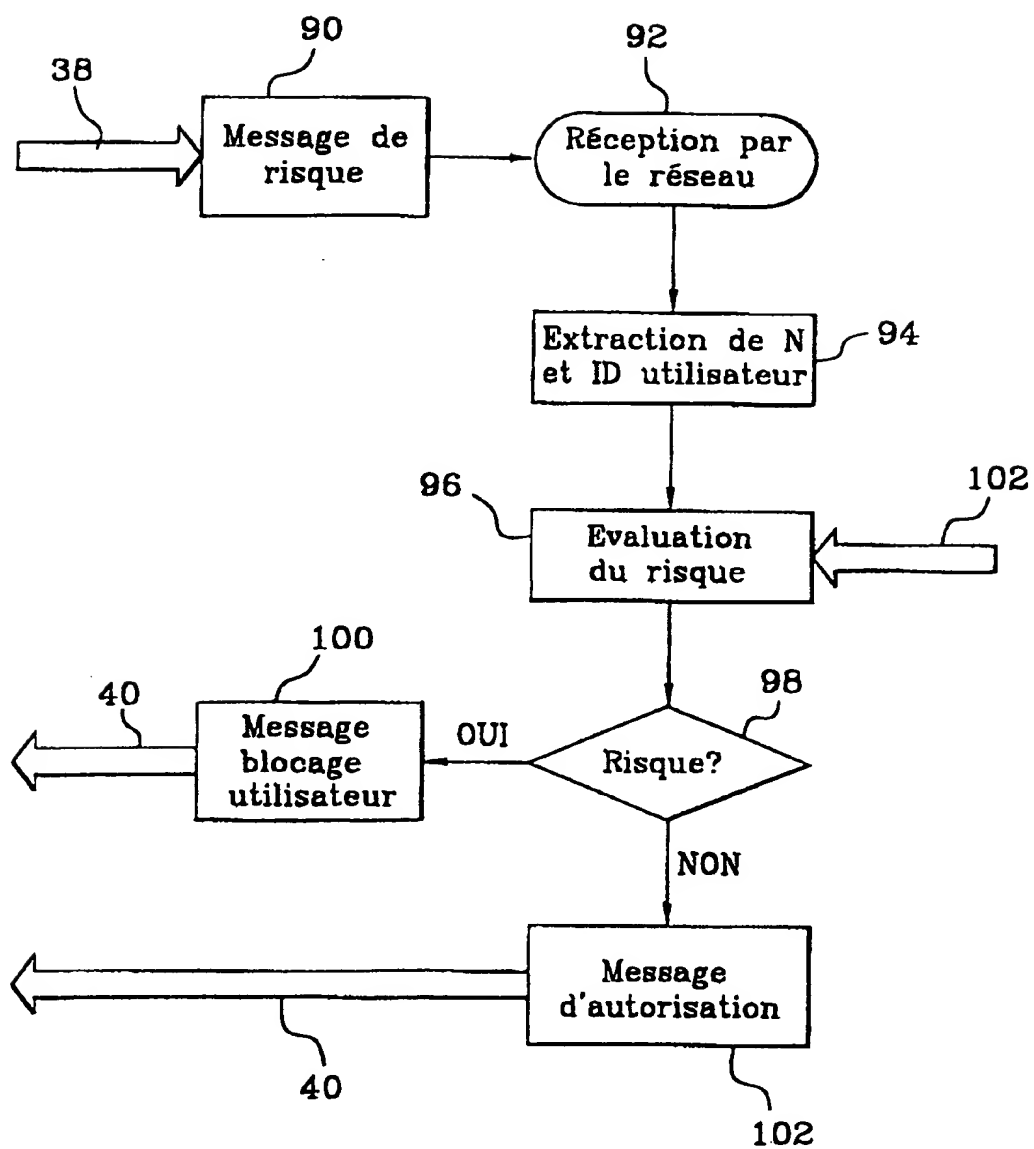 90
92
38
Message de
risque
Réception par
le réseau
Extraction de N
et ID utilisateur
94
96
102
Evaluation
du risque
100
40
98
Message
blocage
utilisateur
OUI
Risque?
NON
Message
d'autorisation
40
102